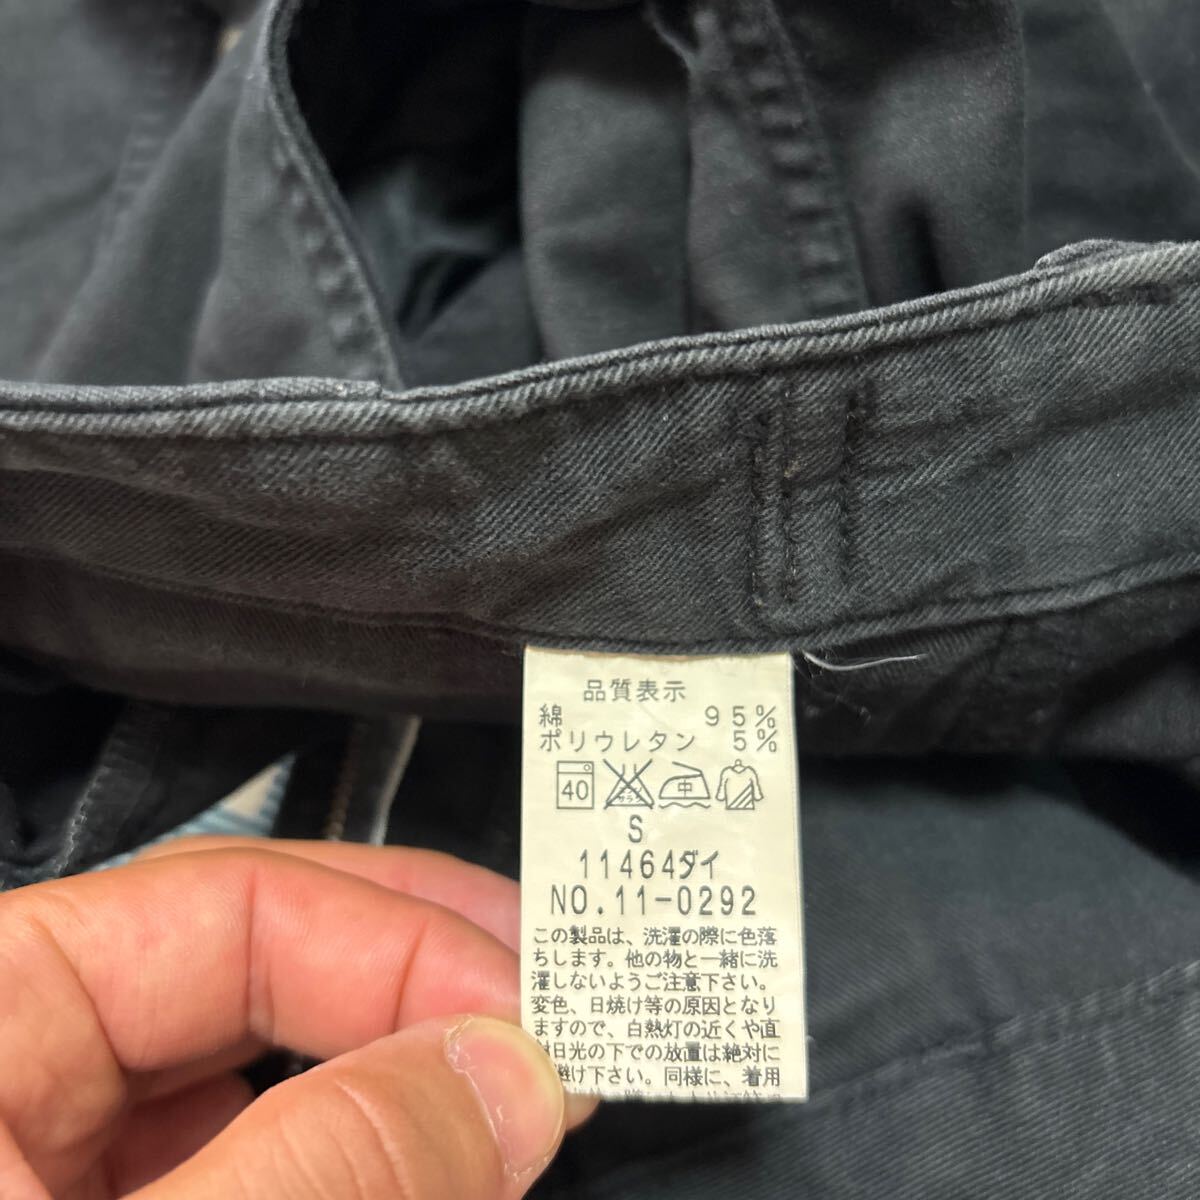 品質表示
綿 95%
ポリウレタン 5%
40 中
S
11464ダイ
NO.11-0292
この製品は、洗濯の際に色落
ちします。他の物と一緒に洗
濯しないようご注意下さい。
変色、日焼け等の原因となり
ますので、白熱灯の近くや直
日光の下での放置は絶対に
避け下さい。同様に、着用